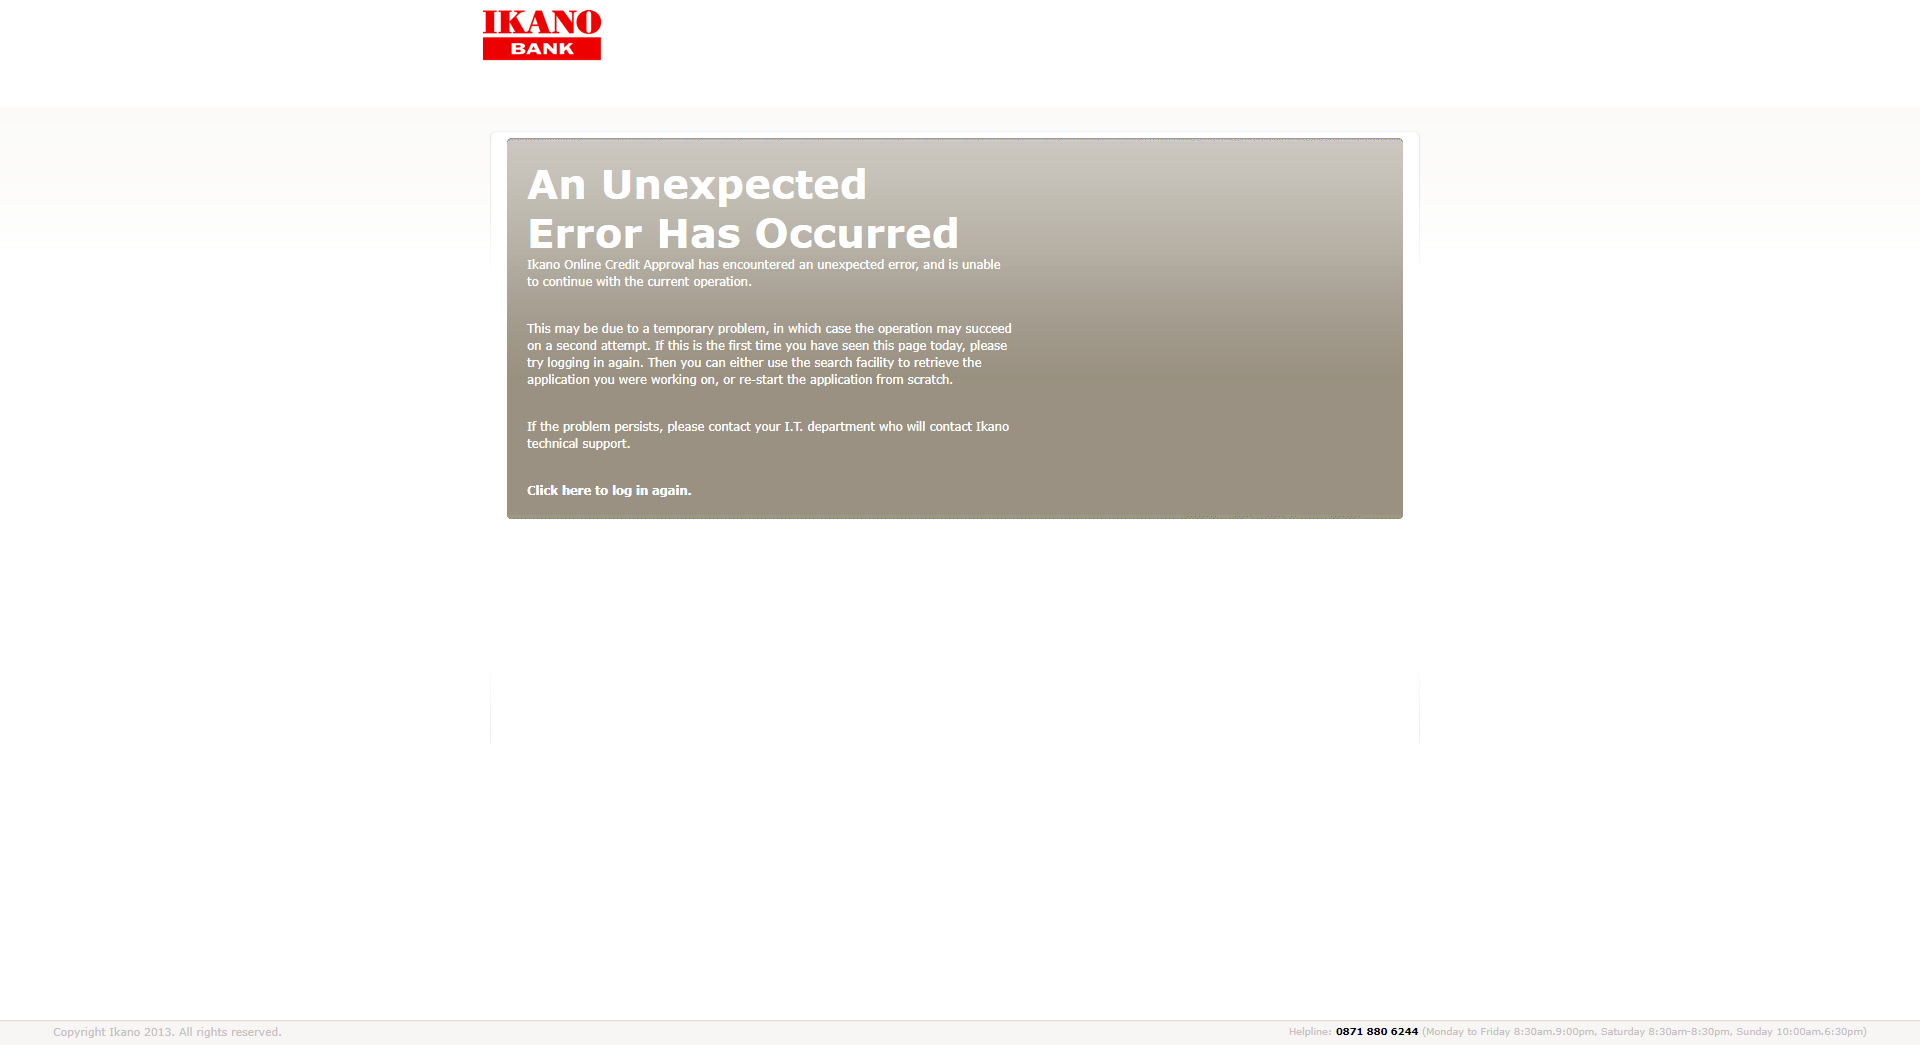 IKANO
BANK
An Unexpected
Error Has Occurred
Ikano Online Credit Approval has encountered an unexpected error, and is unable
to continue with the current operation.
This may be due to a temporary problem, in which case the operation may succeed
on a second attempt. If this is the first time you have seen this page today, please
try logging in again. Then you can either use the search facility to retrieve the
application you were working on, or re-start the application from scratch.
If the problem persists, please contact your I.T. department who will contact Ikano
technical support.
Click here to log in again.
Copyright Ikano 2013. All rights reserved.
Helpline: 0871 880 6244 (Monday to Friday 8:30am.9:00pm, Saturday 8:30am-8:30pm, Sunday 10:00am.6:30pm)